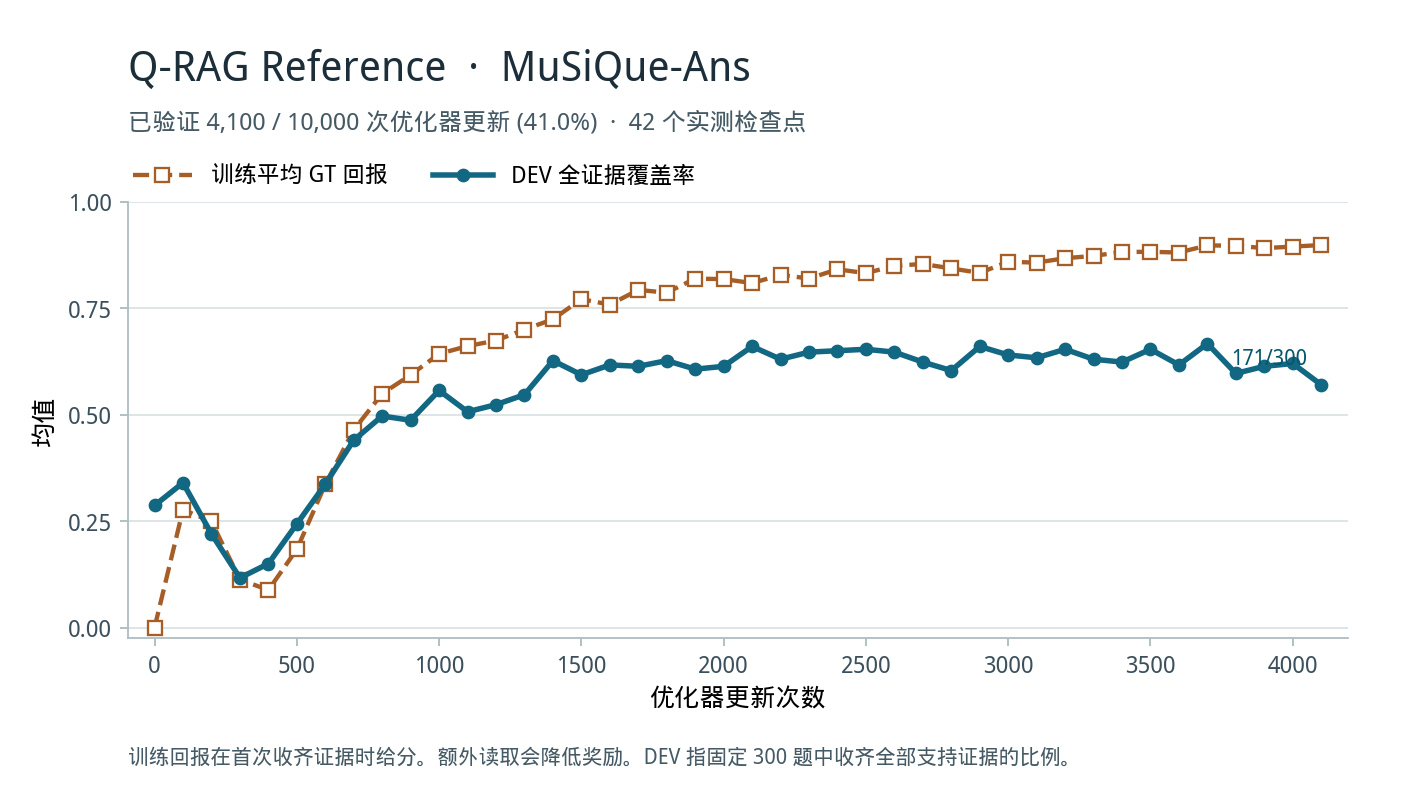 Q-RAG Reference · MuSiQue-Ans
已验证 4,100 / 10,000 次优化器更新 (41.0%) · 42 个实测检查点
训练平均 GT 回报 DEV 全证据覆盖率
1.00
0.75
171/300
0.50
均值
0.25
0.00
0 500 1000 1500 2000 2500 3000 3500 4000
优化器更新次数
训练回报在首次收齐证据时给分。额外读取会降低奖励。DEV 指固定 300 题中收齐全部支持证据的比例。